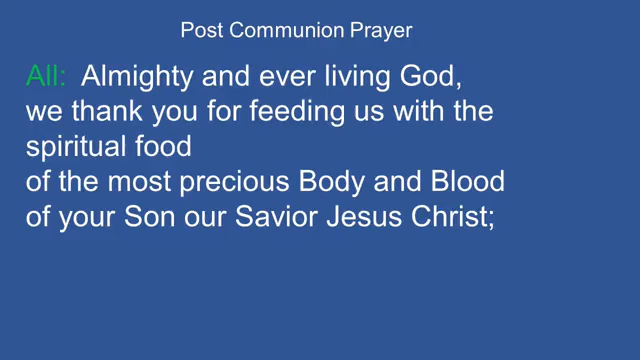 Post Communion Prayer
All: Almighty and ever living God,
we thank you for feeding us with the
spiritual food
of the most precious Body and Blood
of your Son our Savior Jesus Christ;